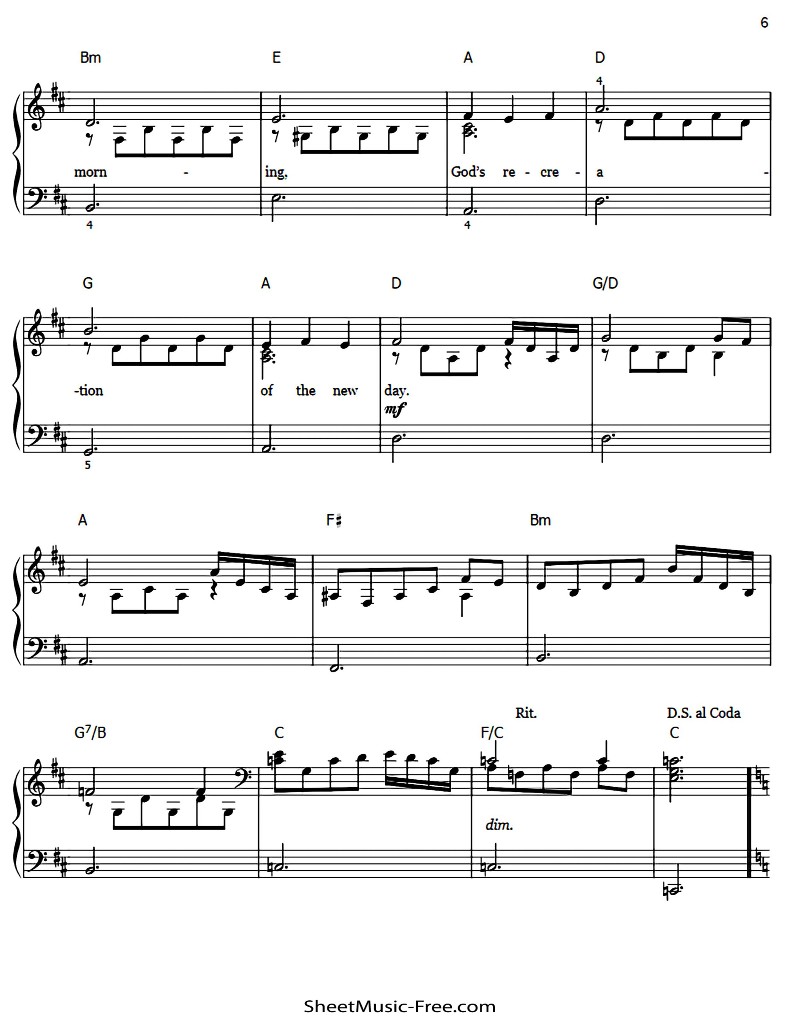 6
Bm E A D
4
morn - ing, God's re - cre - a -
4 4
G A D G/D
-tion of the new day.
mf
5
A F♯ Bm
Rit. D.S. al Coda
G7/B C F/C C
dim.
SheetMusic-Free.com